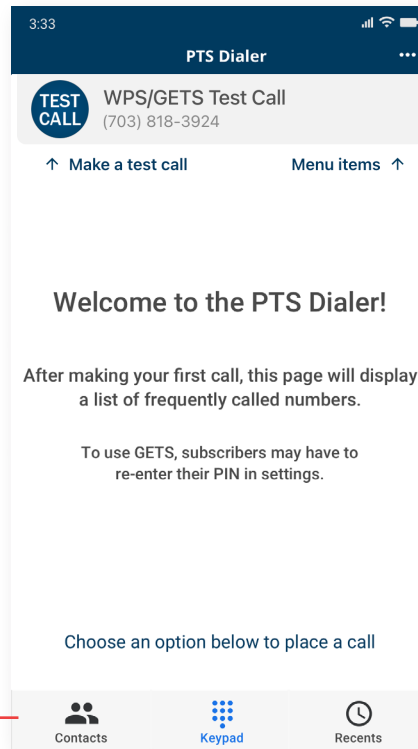 3:33
PTS Dialer
TEST
CALL
WPS/GETS Test Call
(703) 818-3924
↑ Make a test call
Menu items ↑
Welcome to the PTS Dialer!
After making your first call, this page will display
a list of frequently called numbers.
To use GETS, subscribers may have to
re-enter their PIN in settings.
Choose an option below to place a call
Contacts
Keypad
Recents